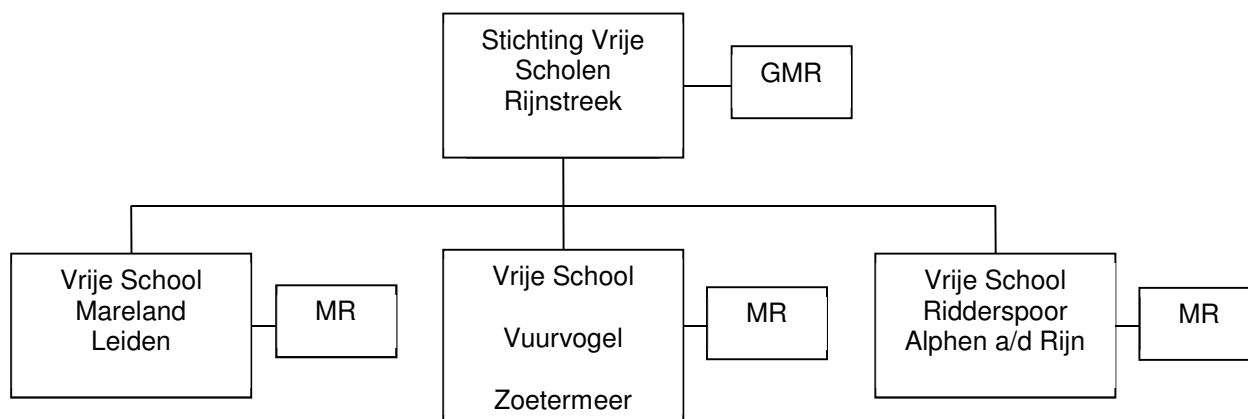 Stichting Vrije
Scholen
Rijnstreek
GMR
Vrije School
Mareland
Leiden
MR
Vrije School
Vuurvogel
Zoetermeer
MR
Vrije School
Ridderspoor
Alphen a/d Rijn
MR